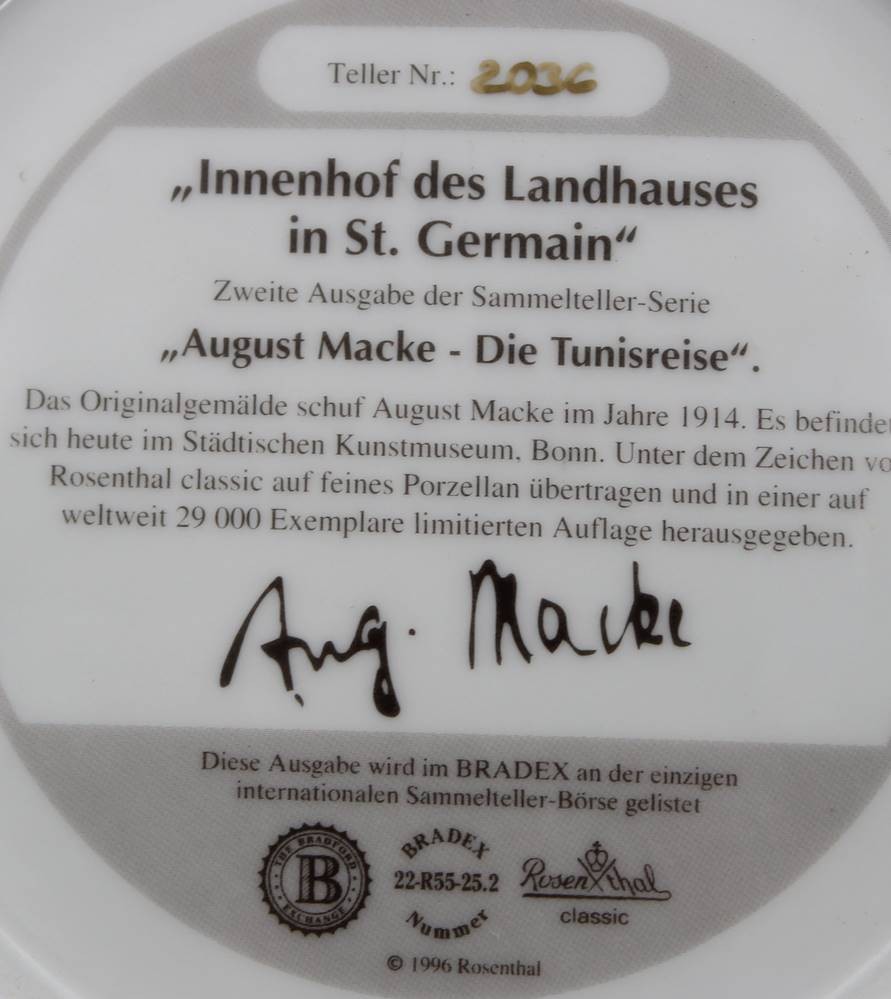 Teller Nr.: 2036
„Innenhof des Landhauses
in St. Germain“
Zweite Ausgabe der Sammelteller-Serie
„August Macke - Die Tunisreise“.
Das Originalgemälde schuf August Macke im Jahre 1914. Es befindet
sich heute im Städtischen Kunstmuseum, Bonn. Unter dem Zeichen vo
Rosenthal classic auf feines Porzellan übertragen und in einer auf
weltweit 29 000 Exemplare limitierten Auflage herausgegeben.
Aug. Macke
Diese Ausgabe wird im BRADEX an der einzigen
internationalen Sammelteller-Börse gelistet
THE BRADFORD
B
EXCHANGE
BRADEX
22-R55-25.2
Nummer
Rosenthal
classic
© 1996 Rosenthal